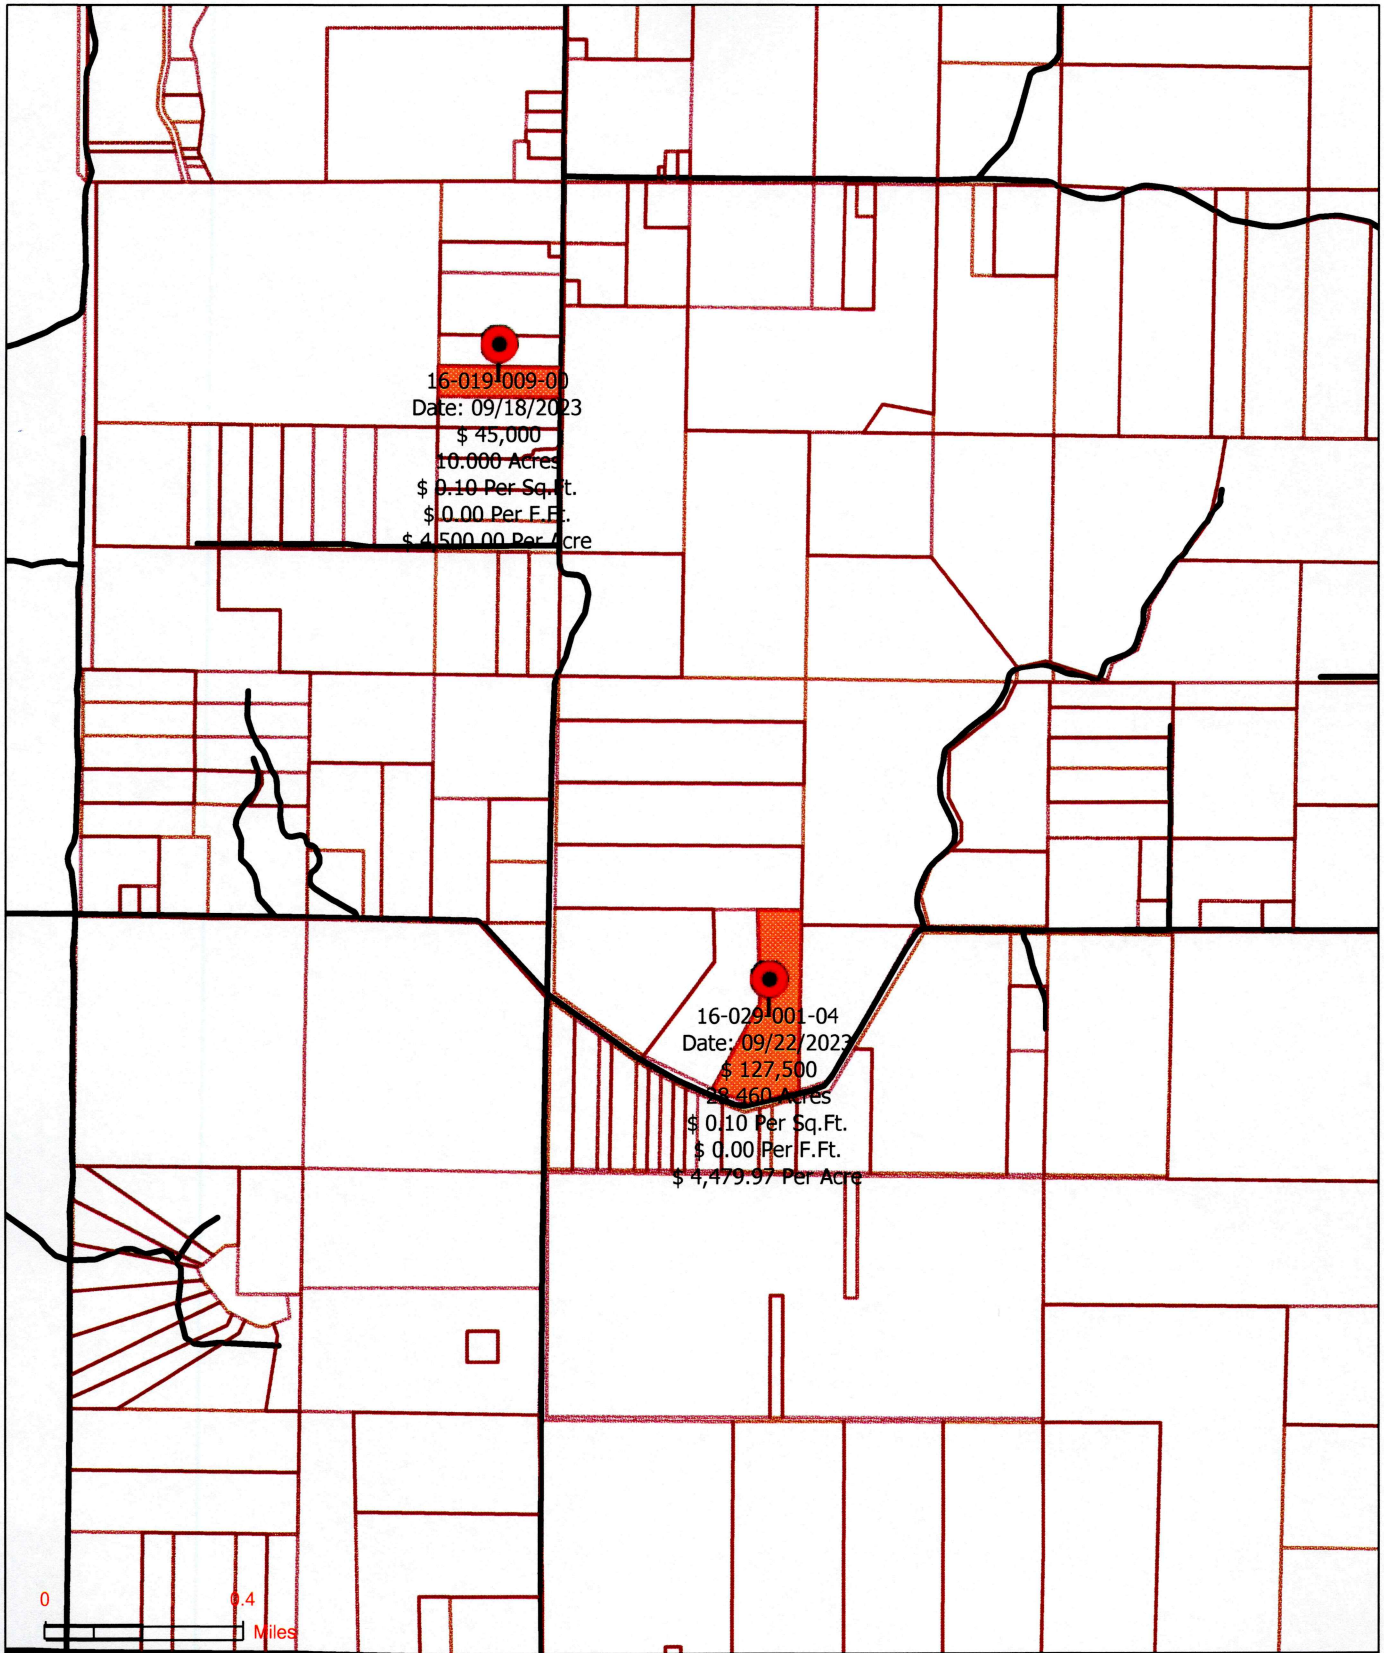 16-019-009-00
Date: 09/18/2023
$ 45,000
10.000 Acres
$ 0.10 Per Sq.Ft.
$ 0.00 Per F.Ft.
$ 4,500.00 Per Acre
16-029-001-04
Date: 09/22/2023
$ 127,500
28.460 Acres
$ 0.10 Per Sq.Ft.
$ 0.00 Per F.Ft.
$ 4,479.97 Per Acre
0 0.4
Miles